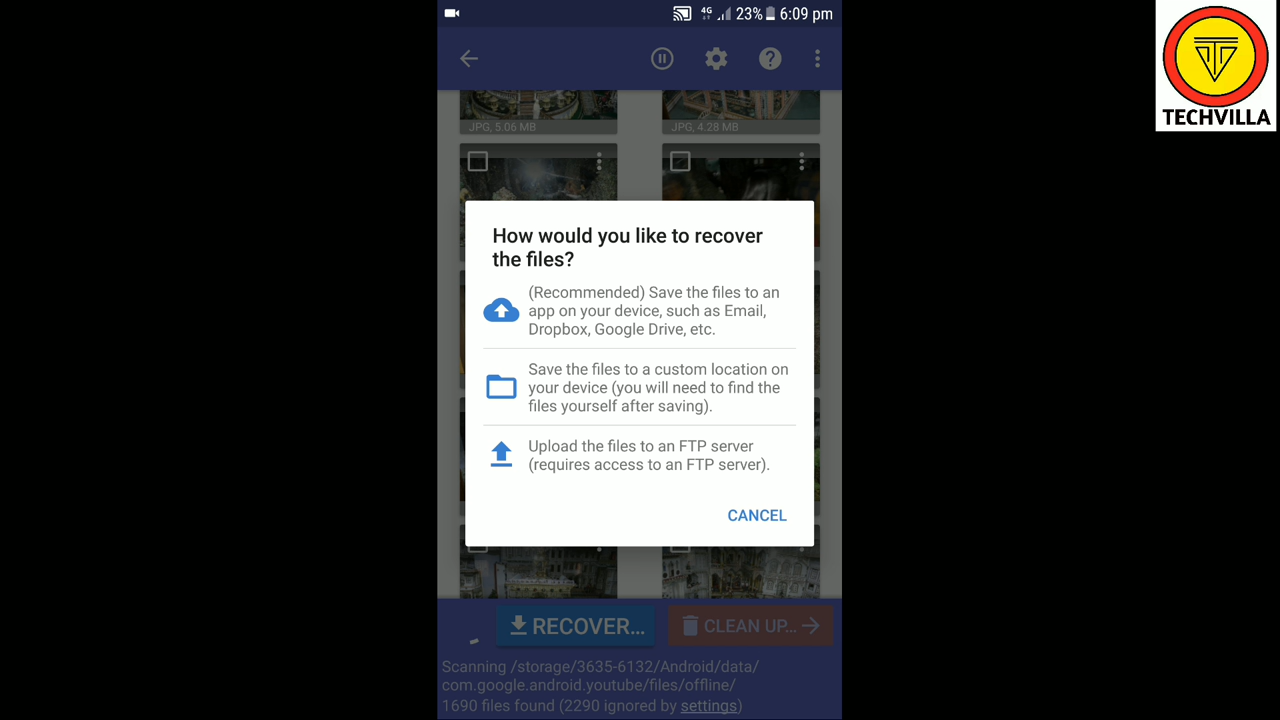 4G 23% 6:09 pm
TECHVILLA
JPG, 5.06 MB
JPG, 4.28 MB
How would you like to recover
the files?
(Recommended) Save the files to an
app on your device, such as Email,
Dropbox, Google Drive, etc.
Save the files to a custom location on
your device (you will need to find the
files yourself after saving).
Upload the files to an FTP server
(requires access to an FTP server).
CANCEL
RECOVER...
CLEAN UP...
Scanning /storage/3635-6132/Android/data/
com.google.android.youtube/files/offline/
1690 files found (2290 ignored by settings)